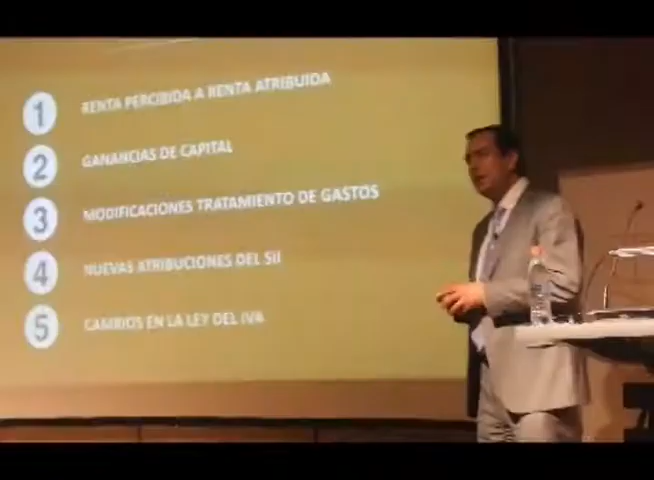 1 RENTA PERCIBIDA A RENTA ATRIBUIDA
2 GANANCIAS DE CAPITAL
3 MODIFICACIONES TRATAMIENTO DE GASTOS
4 NUEVAS ATRIBUCIONES DEL SII
5 CAMBIOS EN LA LEY DEL IVA